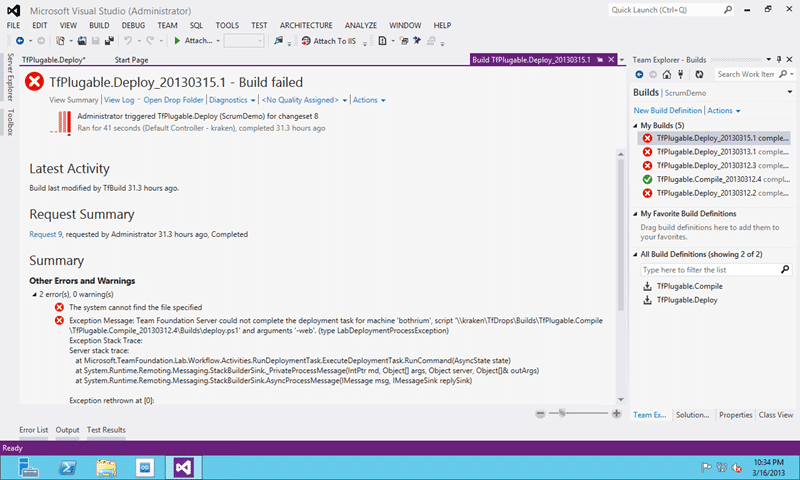 Microsoft Visual Studio (Administrator)
Quick Launch (Ctrl+Q)
FILE EDIT VIEW BUILD DEBUG TEAM SQL TOOLS TEST ARCHITECTURE ANALYZE WINDOW HELP
Attach...
Attach To IIS
Server Explorer
Toolbox
TfPlugable.Deploy*
Start Page
Build TfPlugable.Deploy_20130315.1
TfPlugable.Deploy_20130315.1 - Build failed
View Summary | View Log - Open Drop Folder | Diagnostics | <No Quality Assigned> | Actions
Administrator triggered TfPlugable.Deploy (ScrumDemo) for changeset 8
Ran for 41 seconds (Default Controller - kraken), completed 31.3 hours ago
Latest Activity
Build last modified by TfBuild 31.3 hours ago.
Request Summary
Request 9, requested by Administrator 31.3 hours ago, Completed
Summary
Other Errors and Warnings
2 error(s), 0 warning(s)
The system cannot find the file specified
Exception Message: Team Foundation Server could not complete the deployment task for machine 'bothrium', script '\\kraken\TfDrops\Builds\TfPlugable.Compile
\TfPlugable.Compile_20130312.4\Builds\deploy.ps1' and arguments '-web'. (type LabDeploymentProcessException)
Exception Stack Trace:
Server stack trace:
at Microsoft.TeamFoundation.Lab.Workflow.Activities.RunDeploymentTask.ExecuteDeploymentTask.RunCommand(AsyncState state)
at System.Runtime.Remoting.Messaging.StackBuilderSink._PrivateProcessMessage(IntPtr md, Object[] args, Object server, Object[]& outArgs)
at System.Runtime.Remoting.Messaging.StackBuilderSink.AsyncProcessMessage(IMessage msg, IMessageSink replySink)
Exception rethrown at [0]:
Team Explorer - Builds
Search Work Item
Builds | ScrumDemo
New Build Definition | Actions
My Builds (5)
TfPlugable.Deploy_20130315.1 comple...
TfPlugable.Deploy_20130313.1 comple...
TfPlugable.Deploy_20130312.3 comple...
TfPlugable.Compile_20130312.4 compl...
TfPlugable.Deploy_20130312.2 comple...
My Favorite Build Definitions
Drag build definitions here to add them to
your favorites.
All Build Definitions (showing 2 of 2)
Type here to filter the list
TfPlugable.Compile
TfPlugable.Deploy
Team Ex... Solution... Properties Class View
Error List Output Test Results
Ready
10:34 PM
3/16/2013